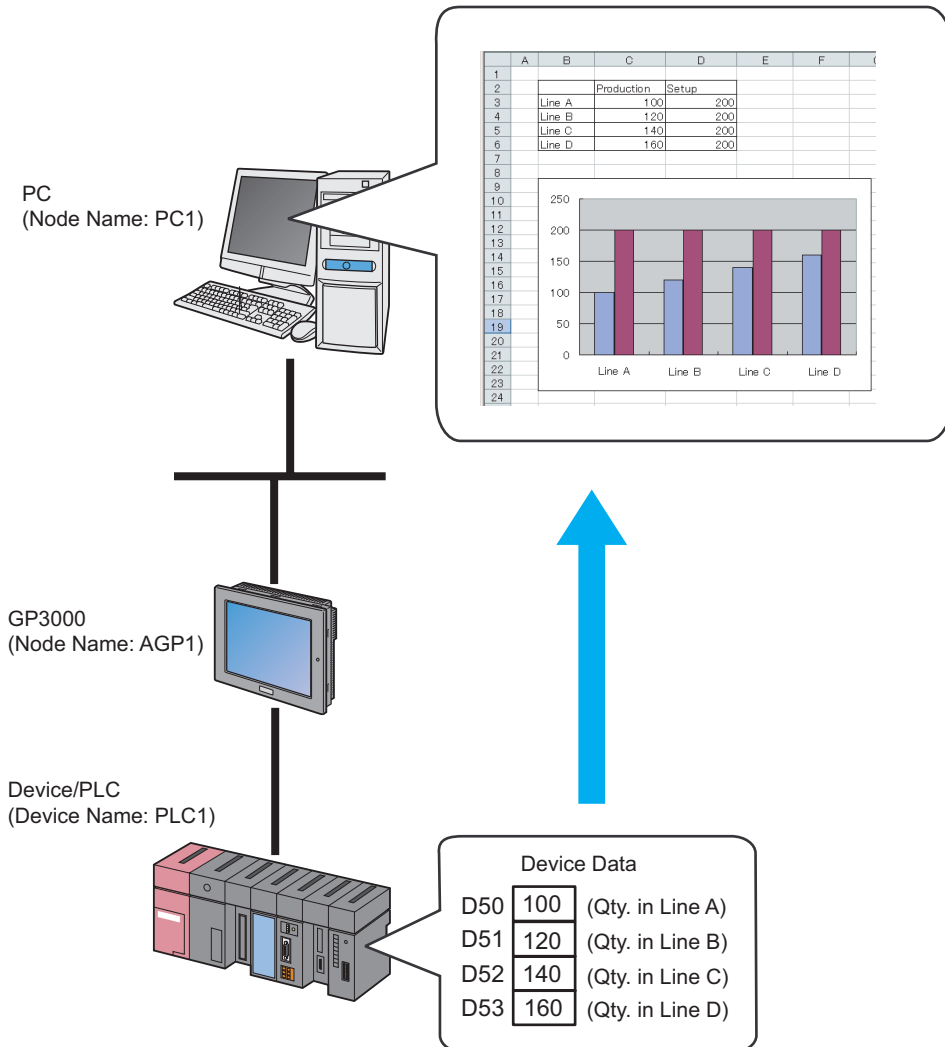 A B C D E F
1
2 Production Setup
3 Line A 100 200
4 Line B 120 200
5 Line C 140 200
6 Line D 160 200
7
8
9
10
11
12
13
14
15
16
17
18
19
20
21
22
23
24
250
200
150
100
50
0
Line A Line B Line C Line D
PC
(Node Name: PC1)
GP3000
(Node Name: AGP1)
Device/PLC
(Device Name: PLC1)
Device Data
D50 100 (Qty. in Line A)
D51 120 (Qty. in Line B)
D52 140 (Qty. in Line C)
D53 160 (Qty. in Line D)